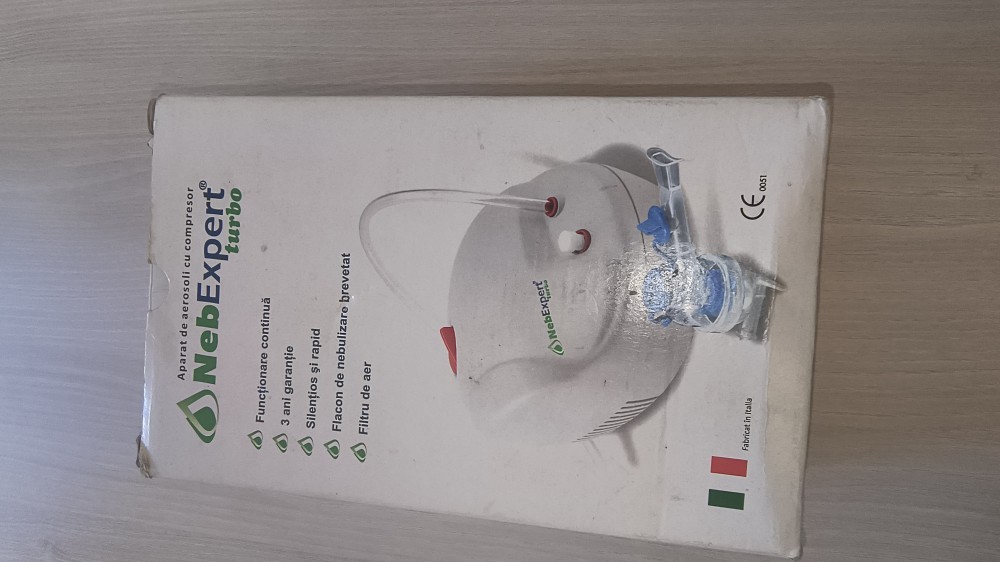 Aparat de aerosoli cu compresor
NebExpert®
turbo
Funcționare continuă
3 ani garanție
Silențios și rapid
Flacon de nebulizare brevetat
Filtru de aer
NebExpert®
turbo
CE 0051
Fabricat în Italia